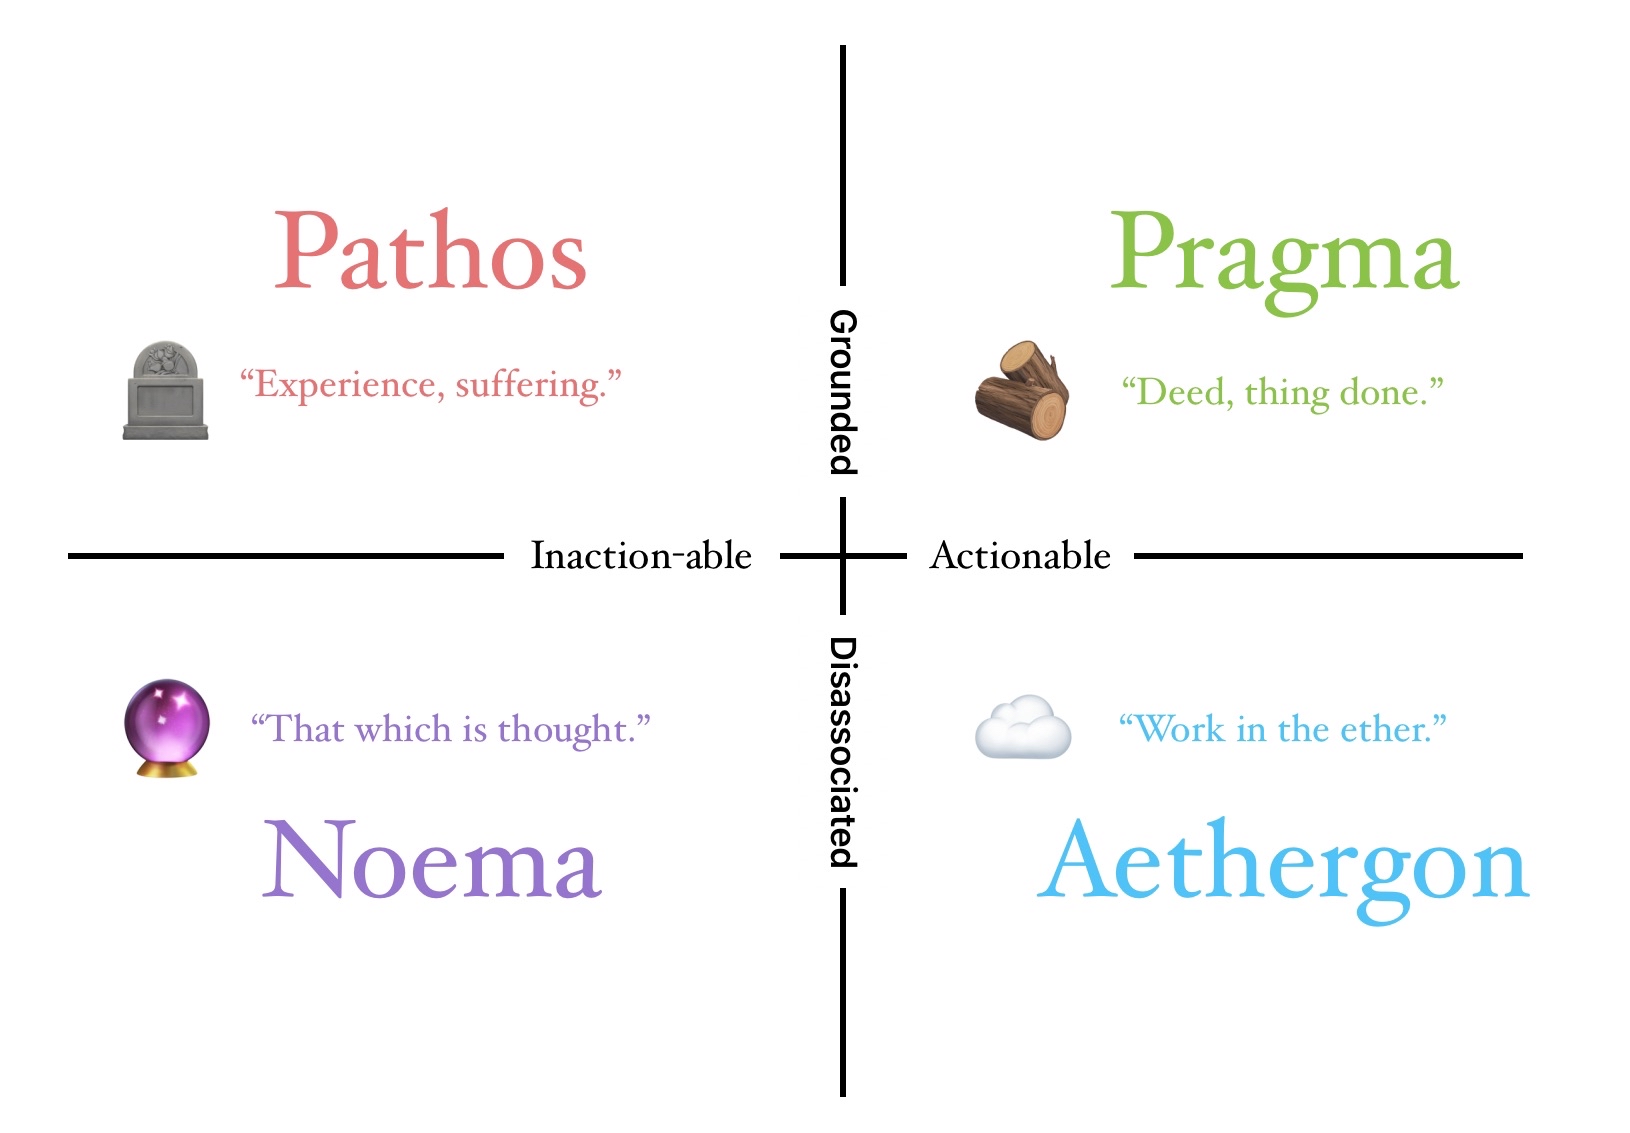 Pathos
Pragma
“Experience, suffering.”
“Deed, thing done.”
Grounded
Inaction-able
Actionable
Disassociated
“That which is thought.”
“Work in the ether.”
Noema
Aethergon